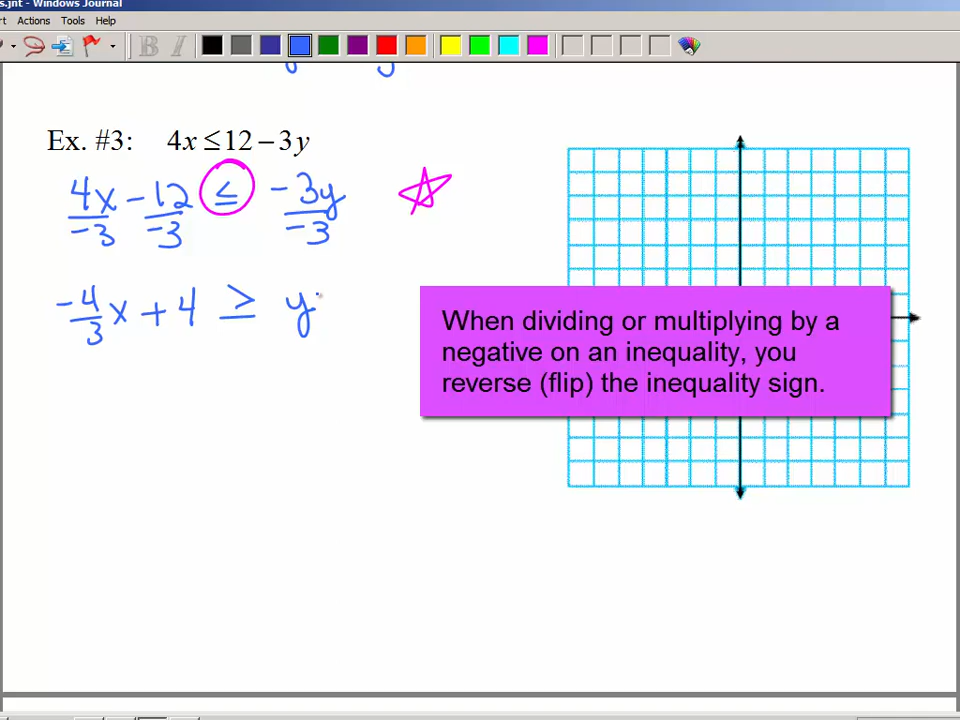 s.jnt - Windows Journal
rt Actions Tools Help
B I
Ex. #3: 4x ≤ 12 − 3y
4x − 12 ≤ −3y
−3 −3 −3
−4/3 x + 4 ≥ y
When dividing or multiplying by a
negative on an inequality, you
reverse (flip) the inequality sign.